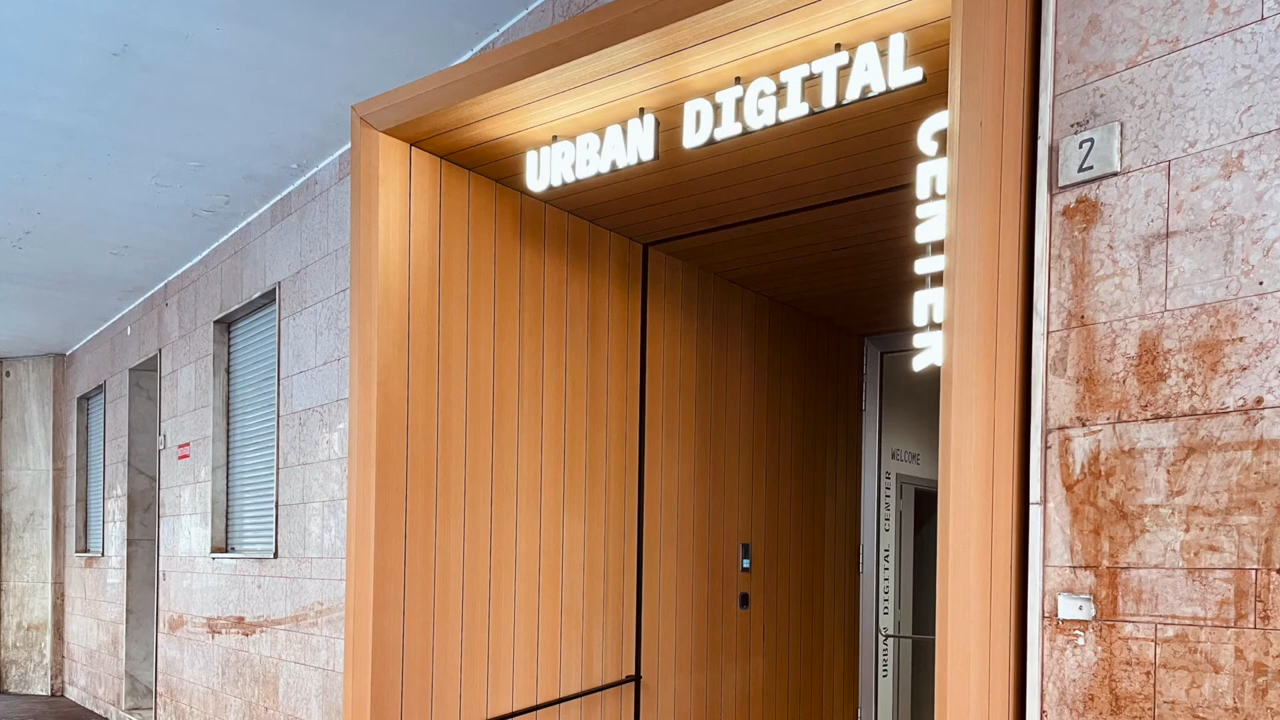 URBAN DIGITAL
CENTER
2
WELCOME
URBAN DIGITAL CENTER